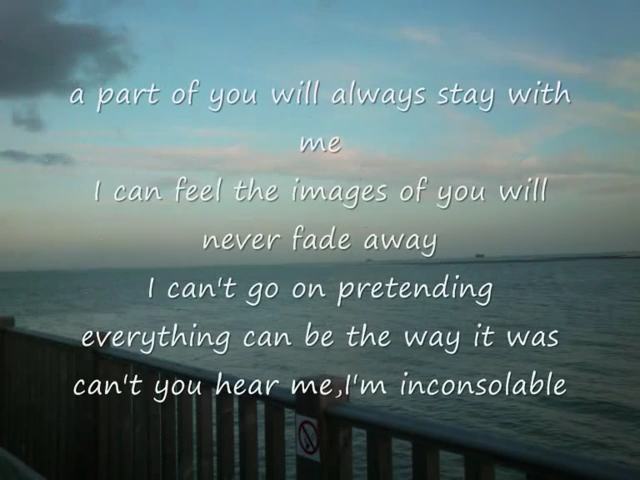 a part of you will always stay with
me
I can feel the images of you will
never fade away
I can't go on pretending
everything can be the way it was
can't you hear me,I'm inconsolable